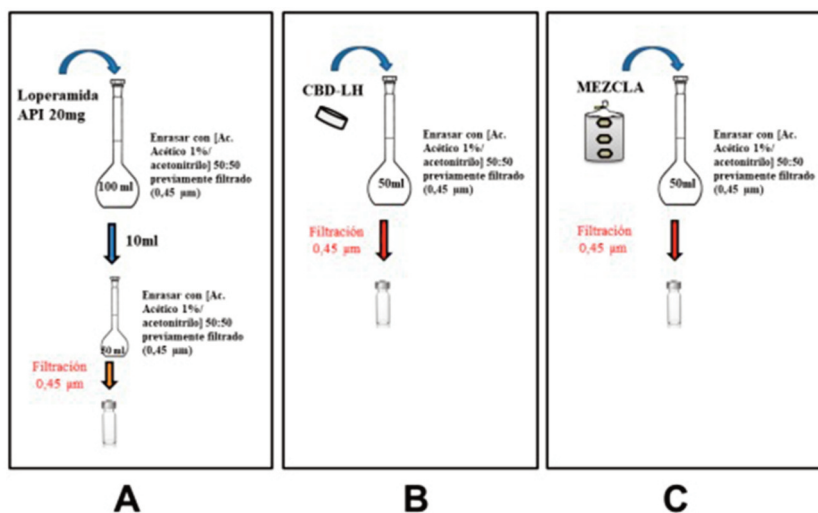 Loperamida
API 20mg
Enrasar con [Ac.
Acético 1%/
acetonitrilo] 50:50
previamente filtrado
(0,45 µm)
100 ml
10ml
Enrasar con [Ac.
Acético 1%/
acetonitrilo] 50:50
previamente filtrado
(0,45 µm)
50 ml
Filtración
0,45 µm
A
CBD-LH
Enrasar con [Ac.
Acético 1%/
acetonitrilo] 50:50
previamente filtrado
(0,45 µm)
50ml
Filtración
0,45 µm
B
MEZCLA
Enrasar con [Ac.
Acético 1%/
acetonitrilo] 50:50
previamente filtrado
(0,45 µm)
50ml
Filtración
0,45 µm
C